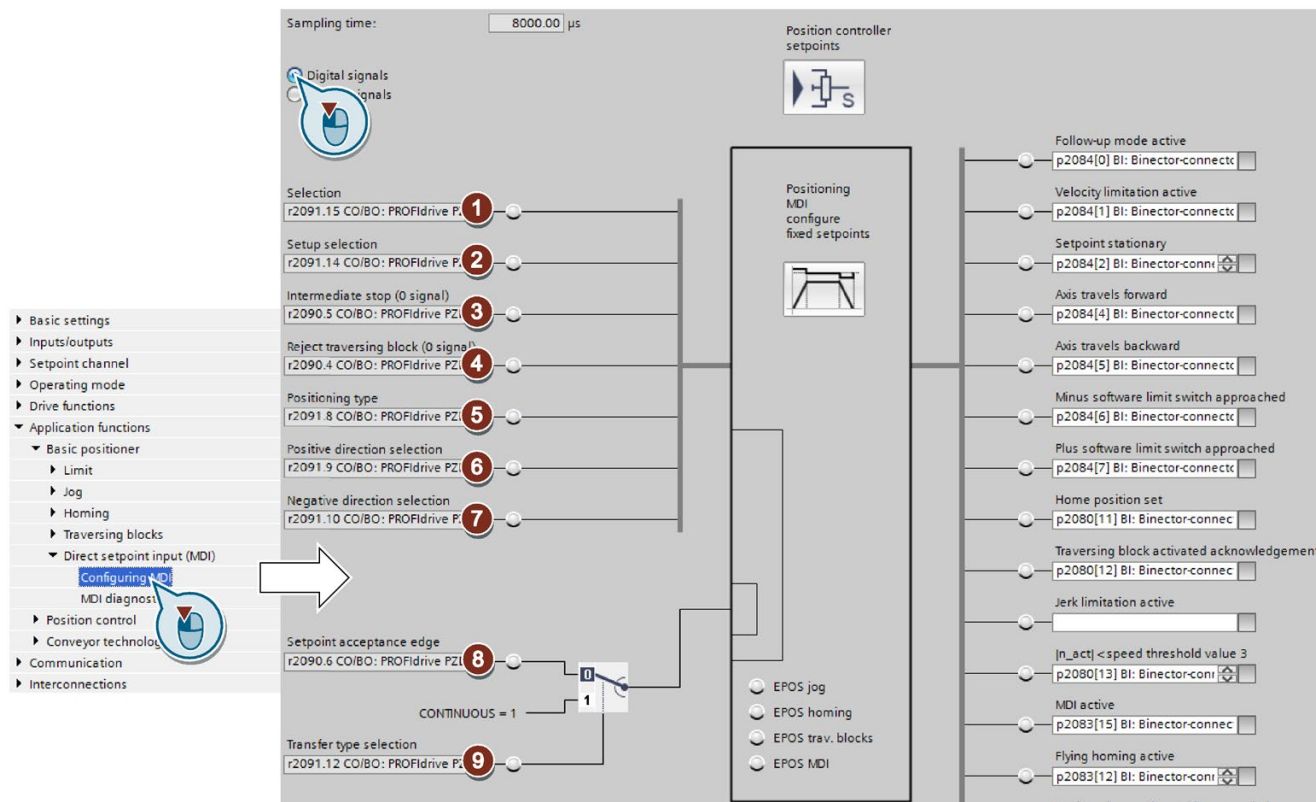 Sampling time:
8000.00 µs
Digital signals
ignals
Position controller
setpoints
Selection
r2091.15 CO/BO: PROFIdrive PZ
1
Setup selection
r2091.14 CO/BO: PROFIdrive P
2
Intermediate stop (0 signal)
r2090.5 CO/BO: PROFIdrive PZ
3
Reject traversing block (0 signal)
r2090.4 CO/BO: PROFIdrive PZ
4
Positioning type
r2091.8 CO/BO: PROFIdrive PZ
5
Positive direction selection
r2091.9 CO/BO: PROFIdrive PZ
6
Negative direction selection
r2091.10 CO/BO: PROFIdrive P
7
Setpoint acceptance edge
r2090.6 CO/BO: PROFIdrive PZ
8
0
1
CONTINUOUS = 1
Transfer type selection
r2091.12 CO/BO: PROFIdrive P
9
Positioning
MDI
configure
fixed setpoints
EPOS jog
EPOS homing
EPOS trav. blocks
EPOS MDI
Follow-up mode active
p2084[0] BI: Binector-connecto
Velocity limitation active
p2084[1] BI: Binector-connecto
Setpoint stationary
p2084[2] BI: Binector-conne
Axis travels forward
p2084[4] BI: Binector-connecto
Axis travels backward
p2084[5] BI: Binector-connecto
Minus software limit switch approached
p2084[6] BI: Binector-connecto
Plus software limit switch approached
p2084[7] BI: Binector-connecto
Home position set
p2080[11] BI: Binector-connec
Traversing block activated acknowledgement
p2080[12] BI: Binector-connec
Jerk limitation active
|n_act| < speed threshold value 3
p2080[13] BI: Binector-conn
MDI active
p2083[15] BI: Binector-connec
Flying homing active
p2083[12] BI: Binector-conn
Basic settings
Inputs/outputs
Setpoint channel
Operating mode
Drive functions
Application functions
Basic positioner
Limit
Jog
Homing
Traversing blocks
Direct setpoint input (MDI)
Configuring MDI
MDI diagnost
Position control
Conveyor technolog
Communication
Interconnections
S